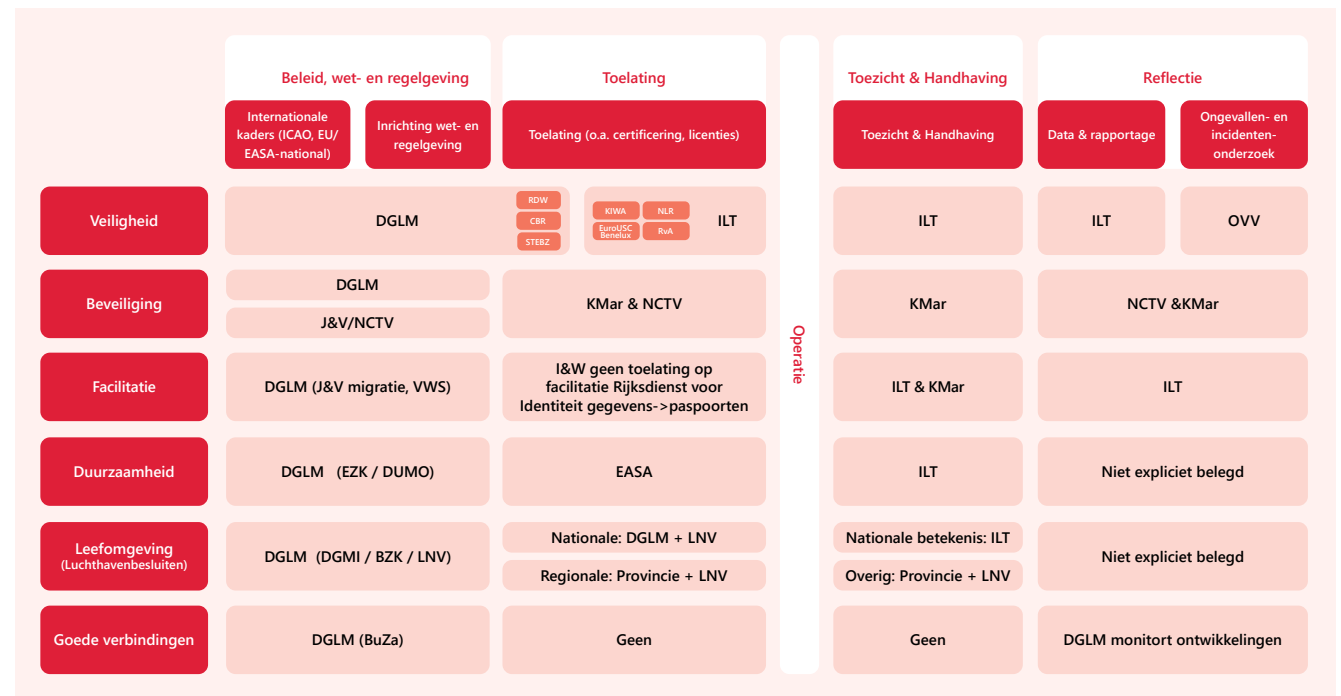 Beleid, wet- en regelgeving
Toelating
Toezicht & Handhaving
Reflectie
Internationale
kaders (ICAO, EU/
EASA-national)
Inrichting wet- en
regelgeving
Toelating (o.a. certificering, licenties)
Toezicht & Handhaving
Data & rapportage
Ongevallen- en
incidenten-
onderzoek
Operatie
Veiligheid
DGLM
RDW
CBR
STEBZ
KIWA
NLR
EuroUSC
Benelux
RvA
ILT
ILT
ILT
OVV
Beveiliging
DGLM
J&V/NCTV
KMar & NCTV
KMar
NCTV &KMar
Facilitatie
DGLM (J&V migratie, VWS)
I&W geen toelating op
facilitatie Rijksdienst voor
Identiteit gegevens->paspoorten
ILT & KMar
ILT
Duurzaamheid
DGLM (EZK / DUMO)
EASA
ILT
Niet expliciet belegd
Leefomgeving
(Luchthavenbesluiten)
DGLM (DGMI / BZK / LNV)
Nationale: DGLM + LNV
Regionale: Provincie + LNV
Nationale betekenis: ILT
Overig: Provincie + LNV
Niet expliciet belegd
Goede verbindingen
DGLM (BuZa)
Geen
Geen
DGLM monitort ontwikkelingen